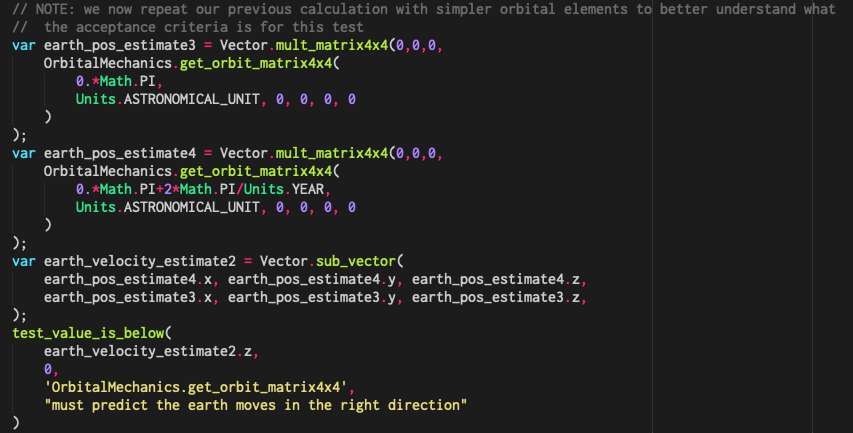 // NOTE: we now repeat our previous calculation with simpler orbital elements to better understand what
//  the acceptance criteria is for this test
var earth_pos_estimate3 = Vector.mult_matrix4x4(0,0,0,
    OrbitalMechanics.get_orbit_matrix4x4(
        0.*Math.PI,
        Units.ASTRONOMICAL_UNIT, 0, 0, 0, 0
    )
);
var earth_pos_estimate4 = Vector.mult_matrix4x4(0,0,0,
    OrbitalMechanics.get_orbit_matrix4x4(
        0.*Math.PI+2*Math.PI/Units.YEAR,
        Units.ASTRONOMICAL_UNIT, 0, 0, 0, 0
    )
);
var earth_velocity_estimate2 = Vector.sub_vector(
    earth_pos_estimate4.x, earth_pos_estimate4.y, earth_pos_estimate4.z,
    earth_pos_estimate3.x, earth_pos_estimate3.y, earth_pos_estimate3.z,
);
test_value_is_below(
    earth_velocity_estimate2.z,
    0,
    'OrbitalMechanics.get_orbit_matrix4x4',
    "must predict the earth moves in the right direction"
)